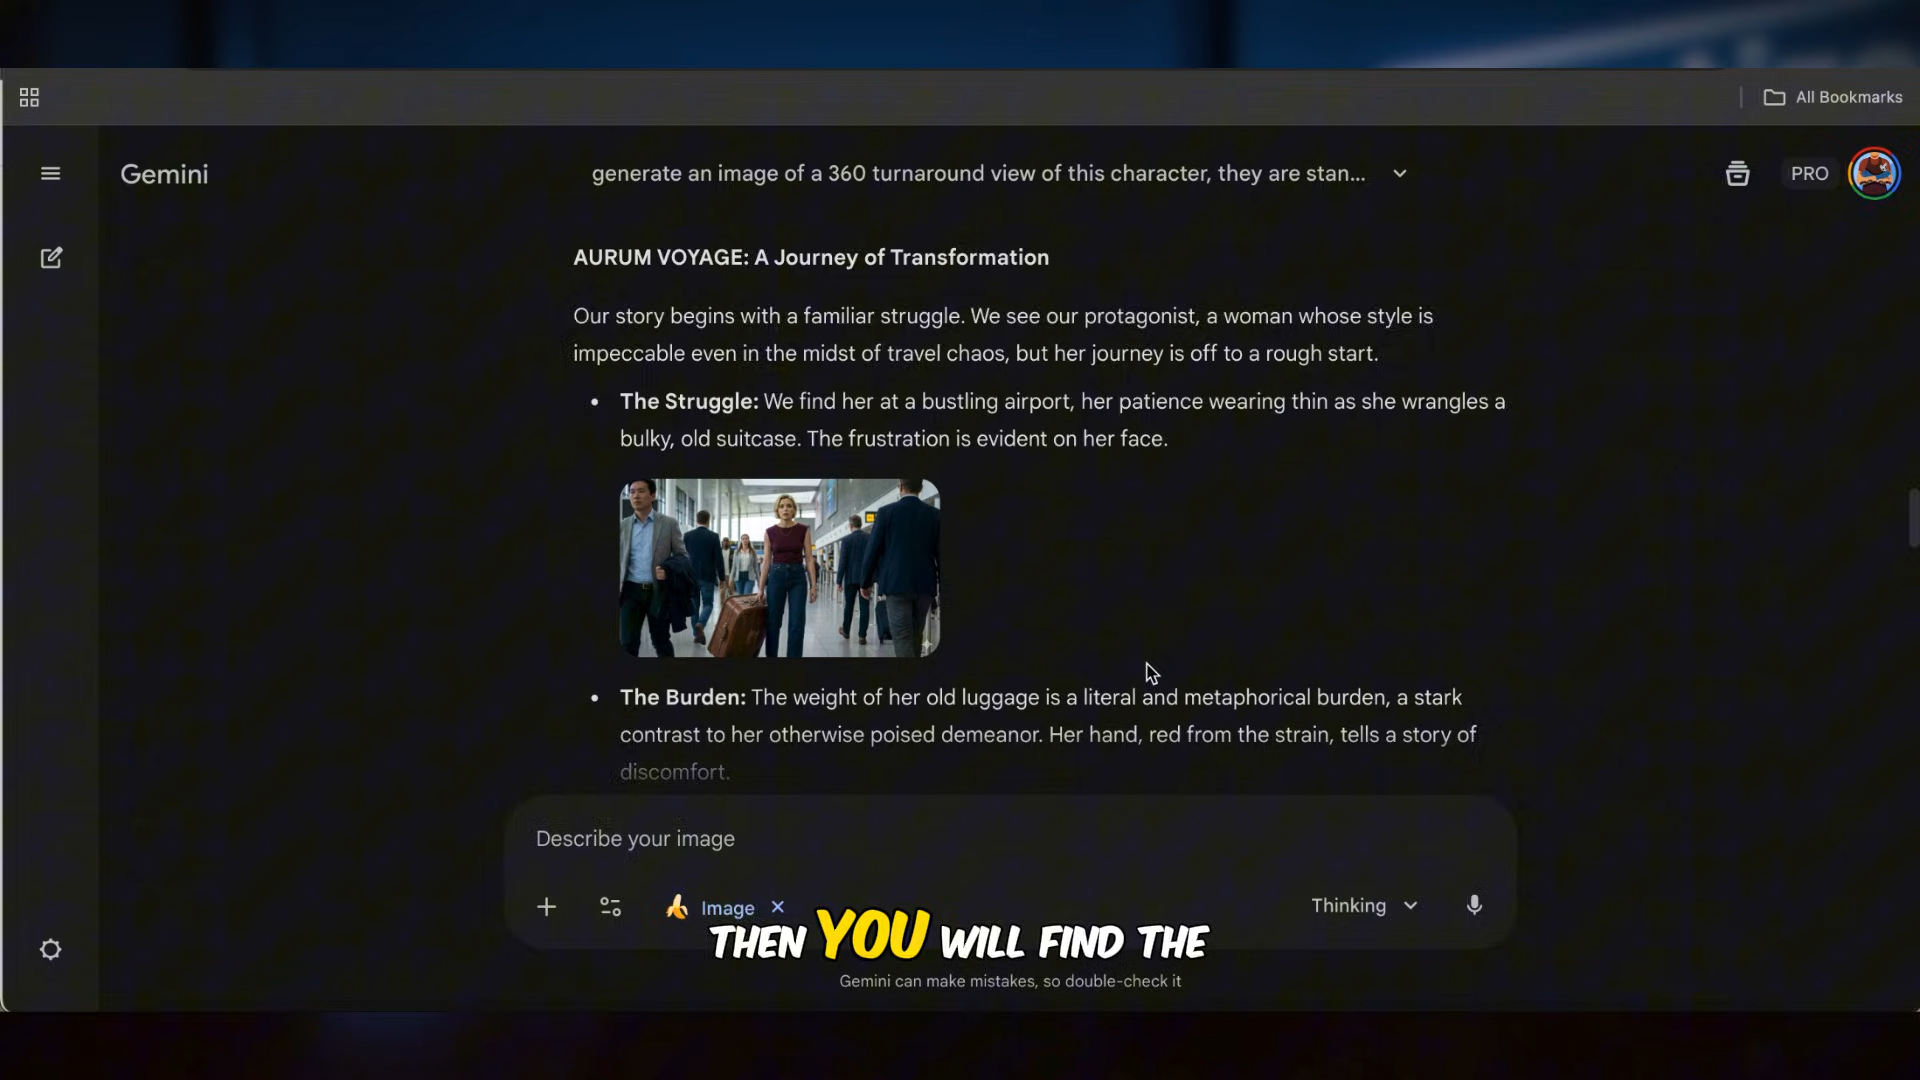 All Bookmarks
Gemini
generate an image of a 360 turnaround view of this character, they are stan...
PRO
AURUM VOYAGE: A Journey of Transformation
Our story begins with a familiar struggle. We see our protagonist, a woman whose style is
impeccable even in the midst of travel chaos, but her journey is off to a rough start.
• The Struggle: We find her at a bustling airport, her patience wearing thin as she wrangles a
bulky, old suitcase. The frustration is evident on her face.
• The Burden: The weight of her old luggage is a literal and metaphorical burden, a stark
contrast to her otherwise poised demeanor. Her hand, red from the strain, tells a story of
discomfort.
Describe your image
Image
Thinking
THEN YOU WILL FIND THE
Gemini can make mistakes, so double-check it